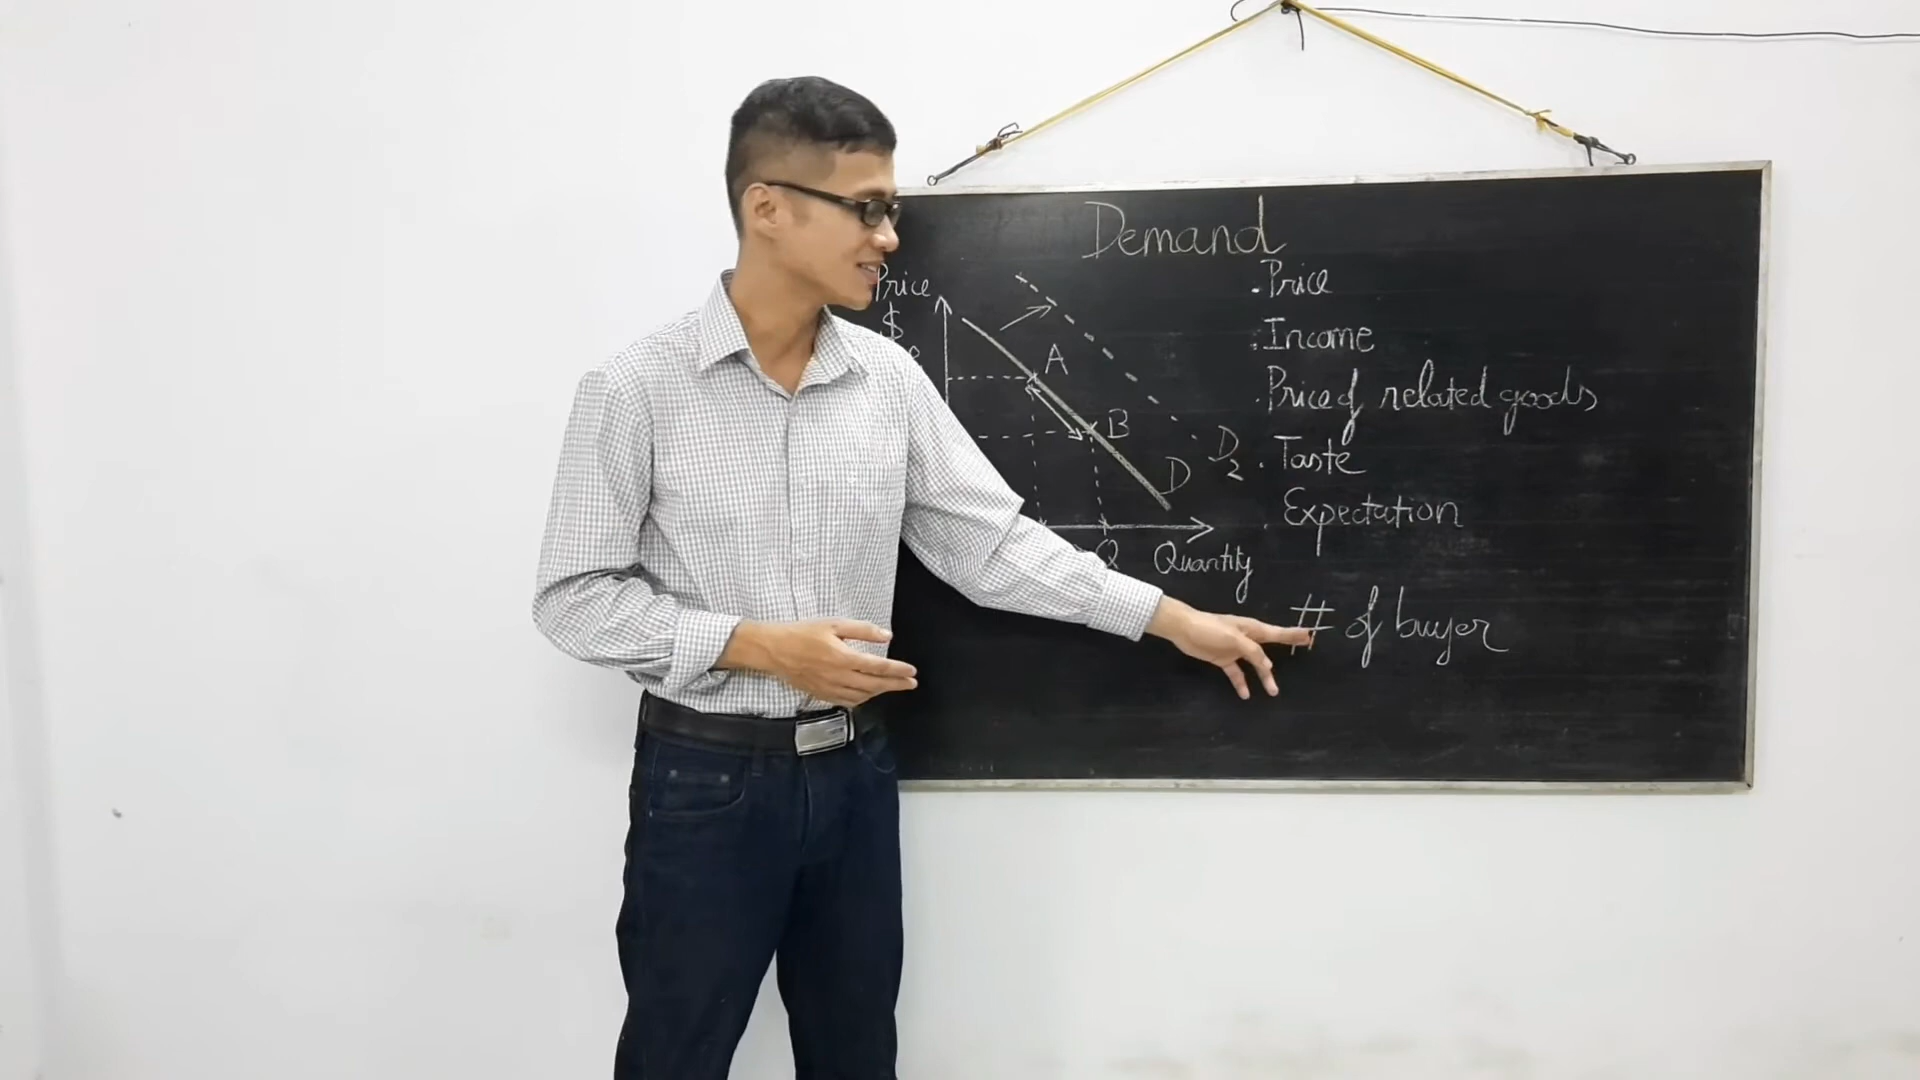 Demand
Price
$
A
B
D
D2
Q
Quantity
. Price
. Income
. Price of related goods
. Taste
. Expectation
# of buyer